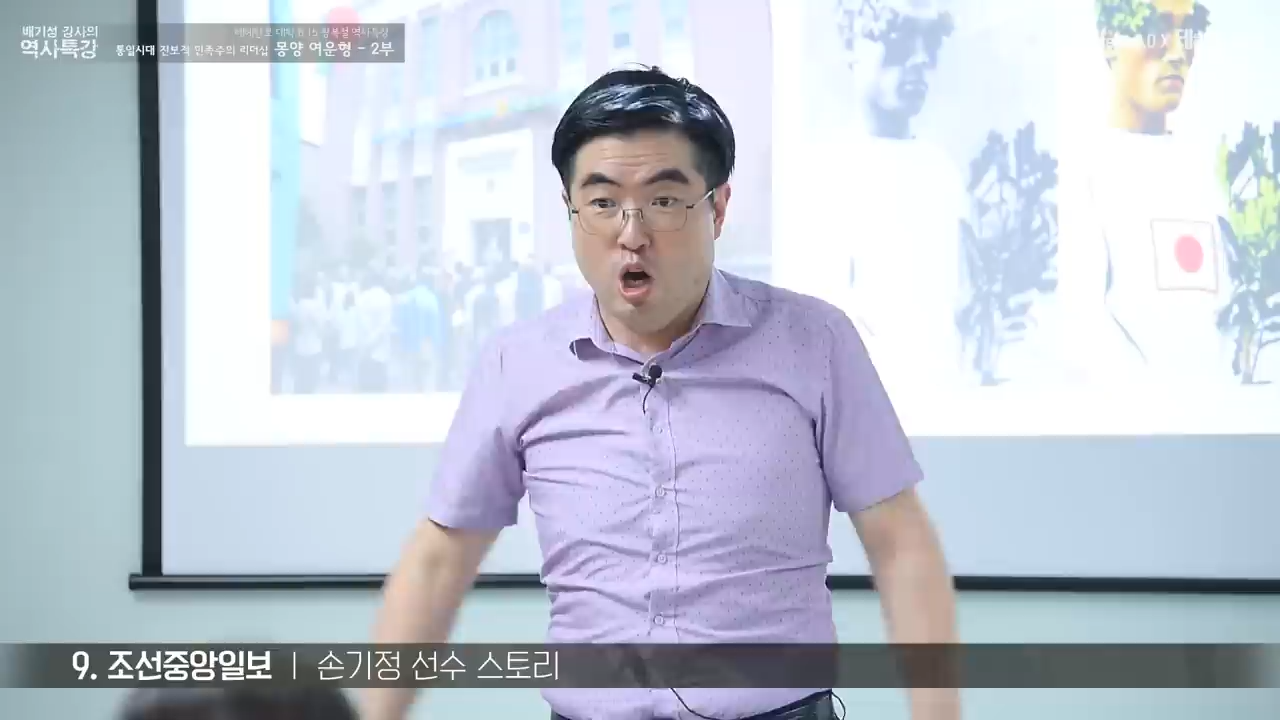 배기성 강사의
역사특강
통일시대 진보적 민족주의 리더십 몽양 여운형 - 2부
9. 조선중앙일보 | 손기정 선수 스토리